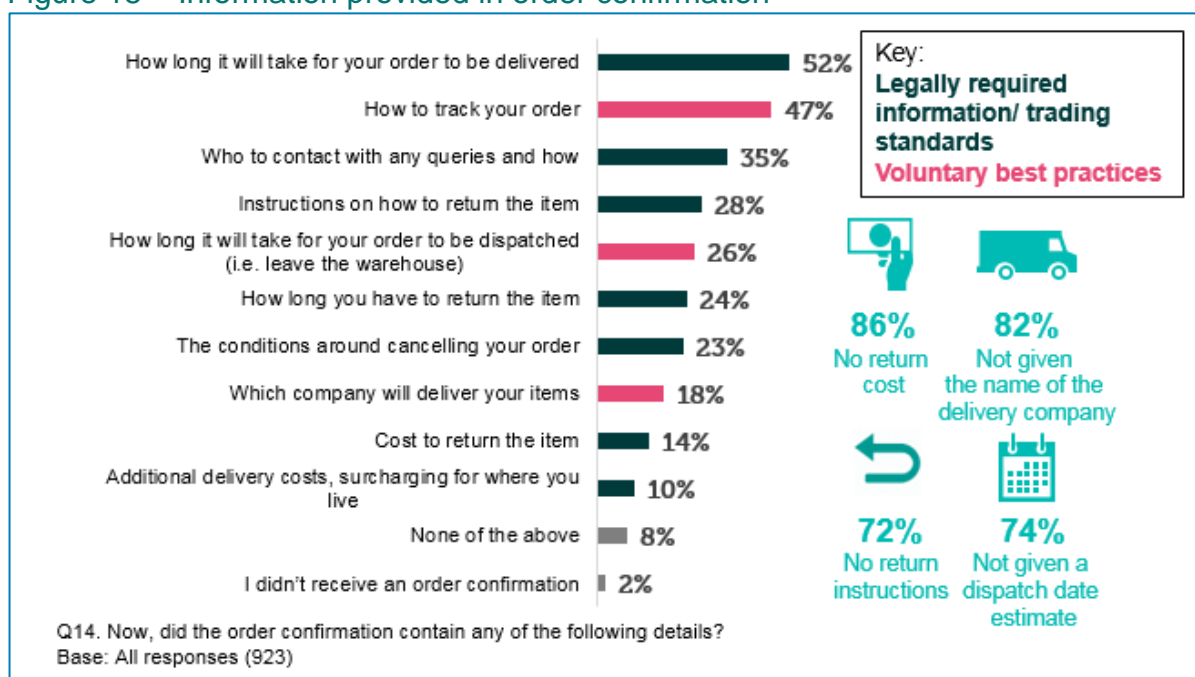 Figure 13 – Information provided in order confirmation
How long it will take for your order to be delivered
52%
How to track your order
47%
Who to contact with any queries and how
35%
Instructions on how to return the item
28%
How long it will take for your order to be dispatched
(i.e. leave the warehouse)
26%
How long you have to return the item
24%
The conditions around cancelling your order
23%
Which company will deliver your items
18%
Cost to return the item
14%
Additional delivery costs, surcharging for where you
live
10%
None of the above
8%
I didn't receive an order confirmation
2%
Key:
Legally required
information/ trading
standards
Voluntary best practices
86%
No return
cost
82%
Not given
the name of the
delivery company
72%
No return
instructions
74%
Not given a
dispatch date
estimate
Q14. Now, did the order confirmation contain any of the following details?
Base: All responses (923)